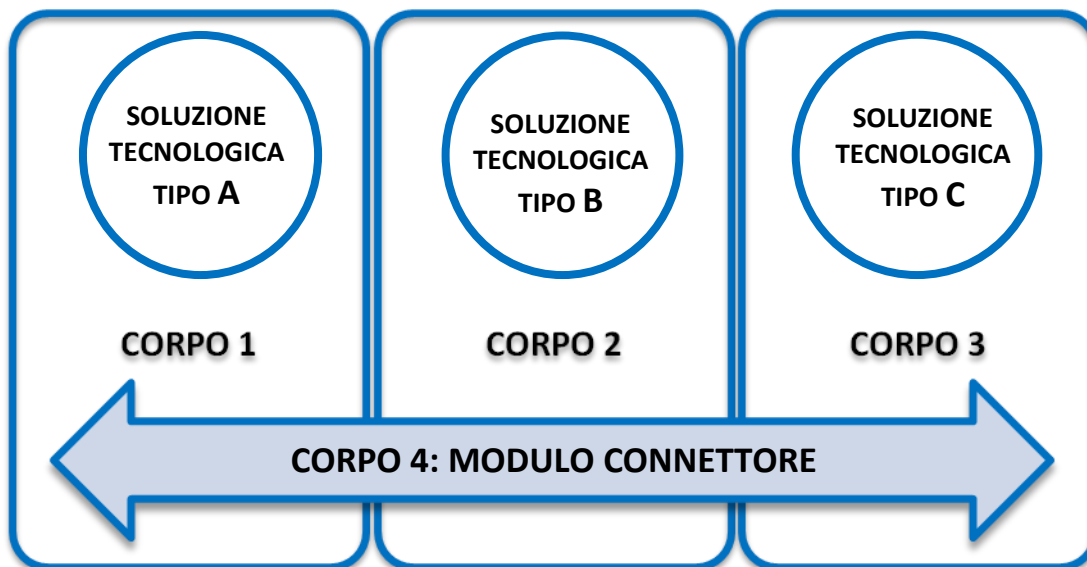 SOLUZIONE
TECNOLOGICA
TIPO A
SOLUZIONE
TECNOLOGICA
TIPO B
SOLUZIONE
TECNOLOGICA
TIPO C
CORPO 1
CORPO 2
CORPO 3
CORPO 4: MODULO CONNETTORE